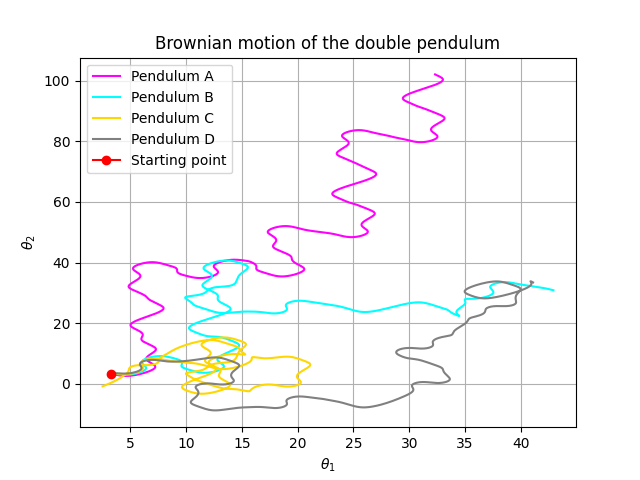 Brownian motion of the double pendulum
Pendulum A
Pendulum B
Pendulum C
Pendulum D
Starting point
100
80
60
40
20
0
θ₂
5
10
15
20
25
30
35
40
θ₁